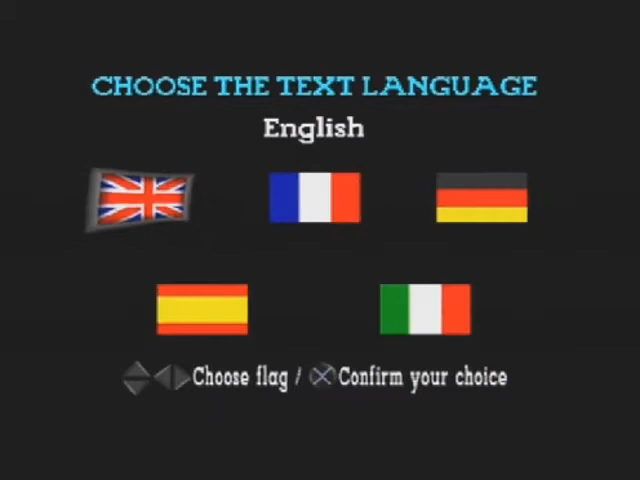 CHOOSE THE TEXT LANGUAGE
English
Choose flag / Confirm your choice